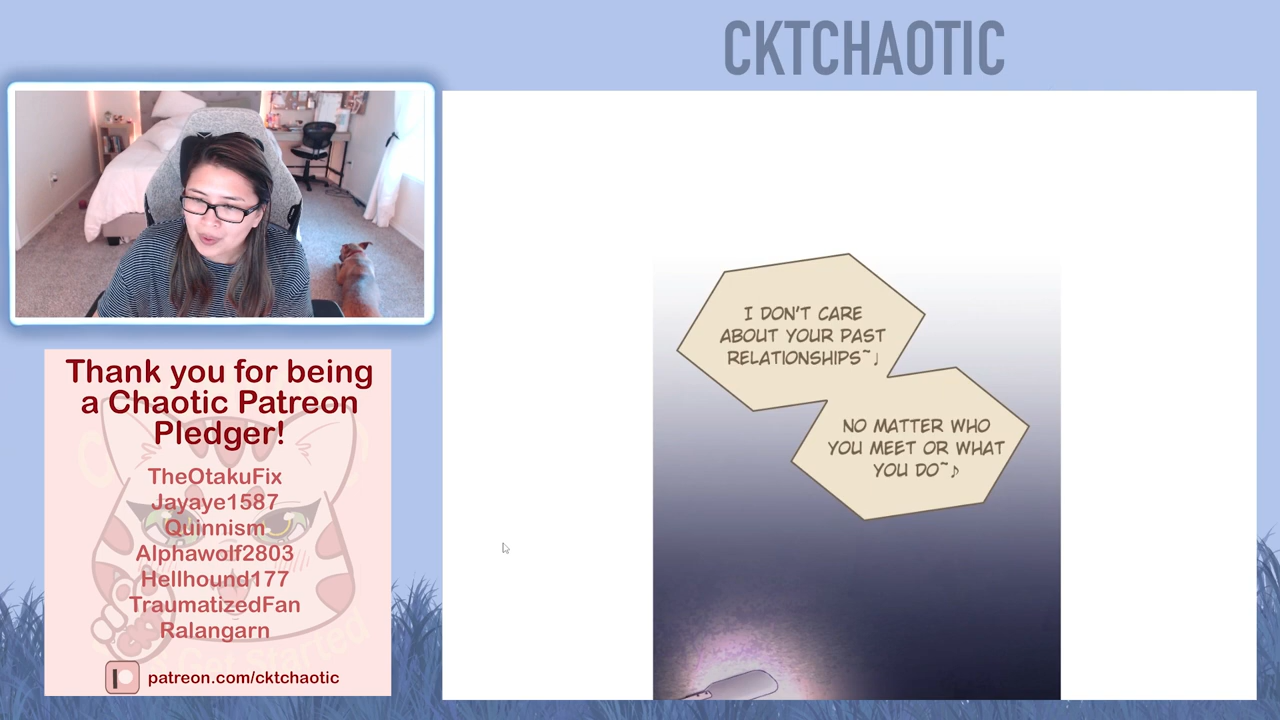 CKTCHAOTIC
Thank you for being
a Chaotic Patreon
Pledger!
TheOtakuFix
Jayaye1587
Quinnism
Alphawolf2803
Hellhound177
TraumatizedFan
Ralangarn
patreon.com/cktchaotic
I DON'T CARE
ABOUT YOUR PAST
RELATIONSHIPS~♩
NO MATTER WHO
YOU MEET OR WHAT
YOU DO~♪